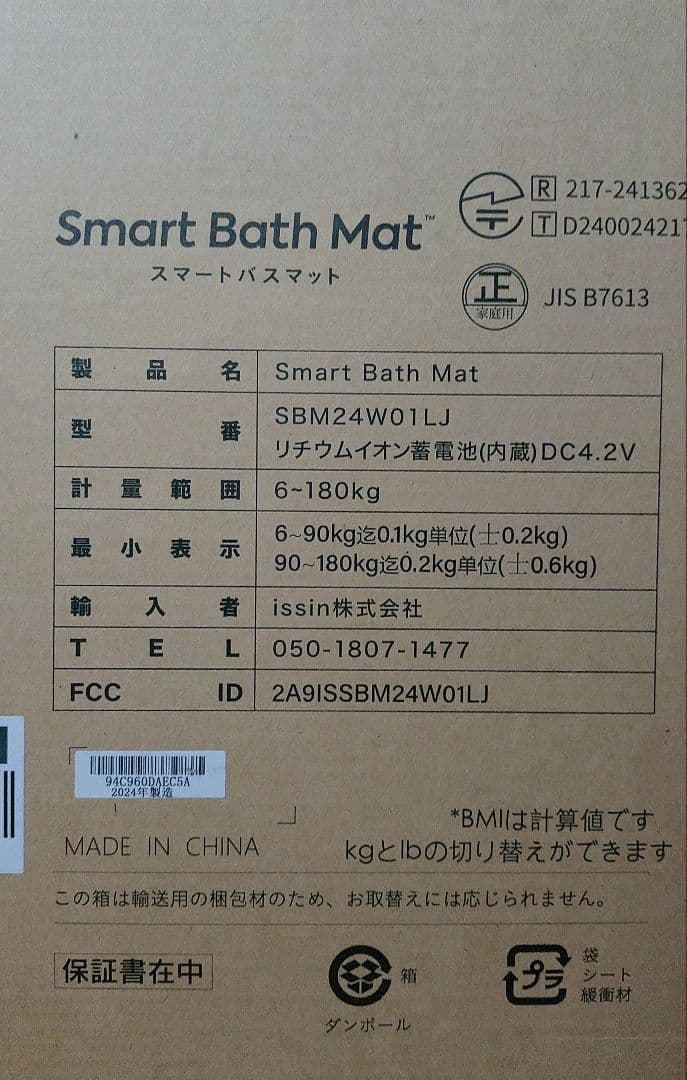 Smart Bath Mat™
スマートバスマット
R 217-241362
T D240024217
正
家庭用
JIS B7613
製品名 Smart Bath Mat
型番 SBM24W01LJ
リチウムイオン蓄電池(内蔵)DC4.2V
計量範囲 6~180kg
最小表示 6~90kg迄0.1kg単位(±0.2kg)
90~180kg迄0.2kg単位(±0.6kg)
輸入者 issin株式会社
TEL 050-1807-1477
FCC ID 2A9ISSBM24W01LJ
94C960DAEC5A
2024年製造
*BMIは計算値です
MADE IN CHINA
kgとlbの切り替えができます
この箱は輸送用の梱包材のため、お取替えには応じられません。
保証書在中
箱
ダンボール
プラ
袋
シート
緩衝材